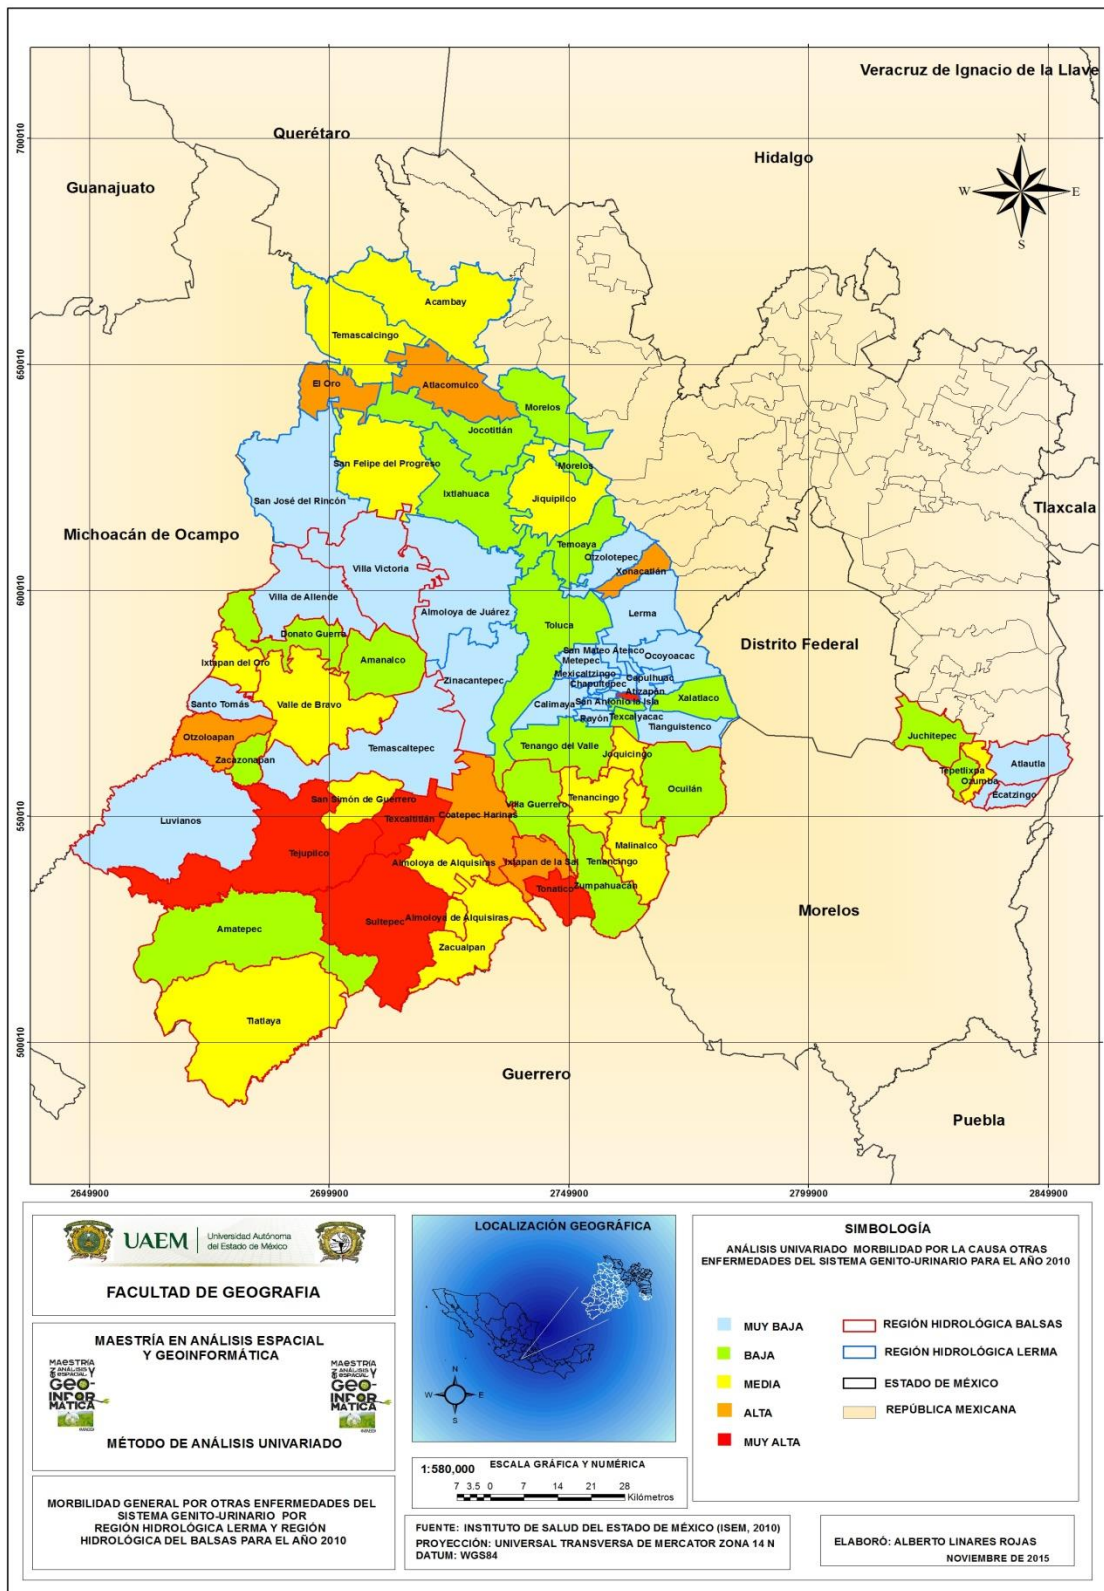 Veracruz de Ignacio de la Llave
Querétaro
Hidalgo
Guanajuato
N
W
E
S
700010
Acambay
Temascalcingo
650010
El Oro
Atlacomulco
Morelos
Jocotitlán
San Felipe del Progreso
Morelos
Ixtlahuaca
Jiquipilco
San José del Rincón
Tlaxcala
Michoacán de Ocampo
Temoaya
Otzolotepec
Villa Victoria
Xonacatlán
600010
Villa de Allende
Almoloya de Juárez
Lerma
Toluca
Donato Guerra
Distrito Federal
San Mateo Atenco
Ixtapan del Oro
Amanalco
Metepec
Ocoyoacac
Mexicaltzingo
Capulhuac
Zinacantepec
Chapultepec
Atizapán
Santo Tomás
Valle de Bravo
Calimaya
San Antonio la Isla
Xalatlaco
Rayón
Texcalyacac
Tianguistenco
Otzoloapan
Juchitepec
Temascaltepec
Tenango del Valle
Joquicingo
Zacazonapan
Atlautla
Tepetlixpa
Ozumba
Ecatzingo
Ocuilán
San Simón de Guerrero
Villa Guerrero
Tenancingo
Luvianos
Texcaltitlán
Coatepec Harinas
550010
Malinalco
Tejupilco
Almoloya de Alquisiras
Ixtapan de la Sal
Tenancingo
Tonatico
Zumpahuacán
Morelos
Amatepec
Sultepec
Almoloya de Alquisiras
Zacualpan
Tlatlaya
500010
Guerrero
Puebla
2649900
2699900
2749900
2799900
2849900
UAEM
Universidad Autónoma
del Estado de México
FACULTAD DE GEOGRAFIA
MAESTRÍA EN ANÁLISIS ESPACIAL
Y GEOINFORMÁTICA
MAESTRÍA
ANÁLISIS
ESPACIAL Y
GEO-
INFOR
MÁTICA
MAESTRÍA
ANÁLISIS
ESPACIAL Y
GEO-
INFOR
MÁTICA
MÉTODO DE ANÁLISIS UNIVARIADO
MORBILIDAD GENERAL POR OTRAS ENFERMEDADES DEL
SISTEMA GENITO-URINARIO POR
REGIÓN HIDROLÓGICA LERMA Y REGIÓN
HIDROLÓGICA DEL BALSAS PARA EL AÑO 2010
LOCALIZACIÓN GEOGRÁFICA
N
W
E
S
1:580,000
ESCALA GRÁFICA Y NUMÉRICA
7 3.5 0 7 14 21 28
Kilómetros
FUENTE: INSTITUTO DE SALUD DEL ESTADO DE MÉXICO (ISEM, 2010)
PROYECCIÓN: UNIVERSAL TRANSVERSA DE MERCATOR ZONA 14 N
DATUM: WGS84
SIMBOLOGÍA
ANÁLISIS UNIVARIADO MORBILIDAD POR LA CAUSA OTRAS
ENFERMEDADES DEL SISTEMA GENITO-URINARIO PARA EL AÑO 2010
MUY BAJA
BAJA
MEDIA
ALTA
MUY ALTA
REGIÓN HIDROLÓGICA BALSAS
REGIÓN HIDROLÓGICA LERMA
ESTADO DE MÉXICO
REPÚBLICA MEXICANA
ELABORÓ: ALBERTO LINARES ROJAS
NOVIEMBRE DE 2015